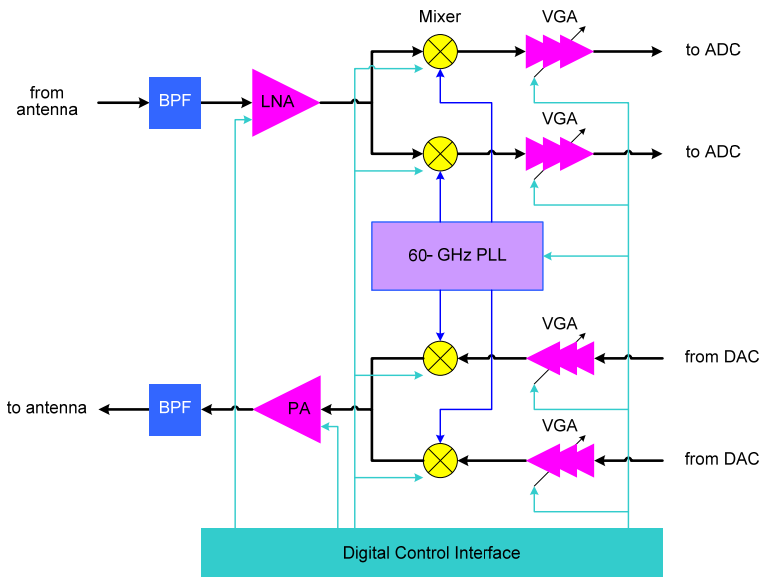 Mixer
VGA
to ADC
from
antenna
BPF
LNA
VGA
to ADC
60- GHz PLL
VGA
from DAC
to antenna
BPF
PA
VGA
from DAC
Digital Control Interface